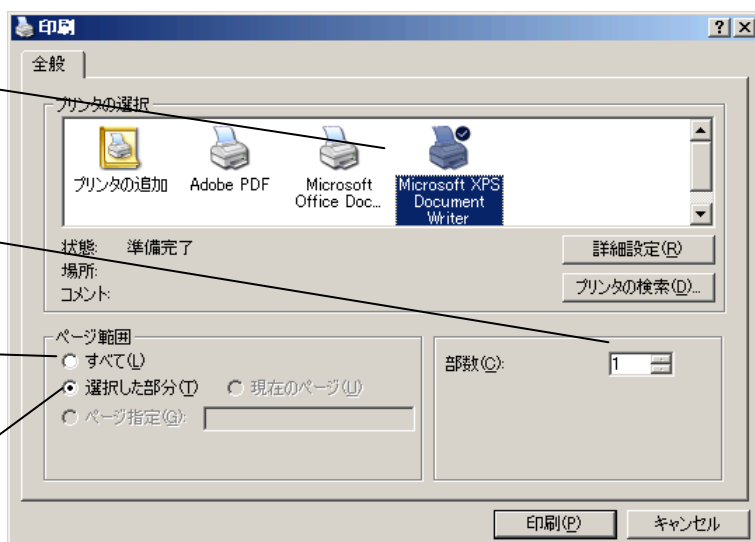 印刷
全般
プリンタの選択
プリンタの追加
Adobe PDF
Microsoft
Office Doc...
Microsoft XPS
Document
Writer
状態: 準備完了
場所:
コメント:
詳細設定(R)
プリンタの検索(D)...
ページ範囲
すべて(L)
選択した部分(T) 現在のページ(U)
ページ指定(G):
部数(C): 1
印刷(P) キャンセル